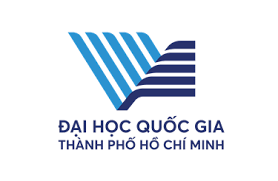 ĐẠI HỌC QUỐC GIA
THÀNH PHỐ HỒ CHÍ MINH